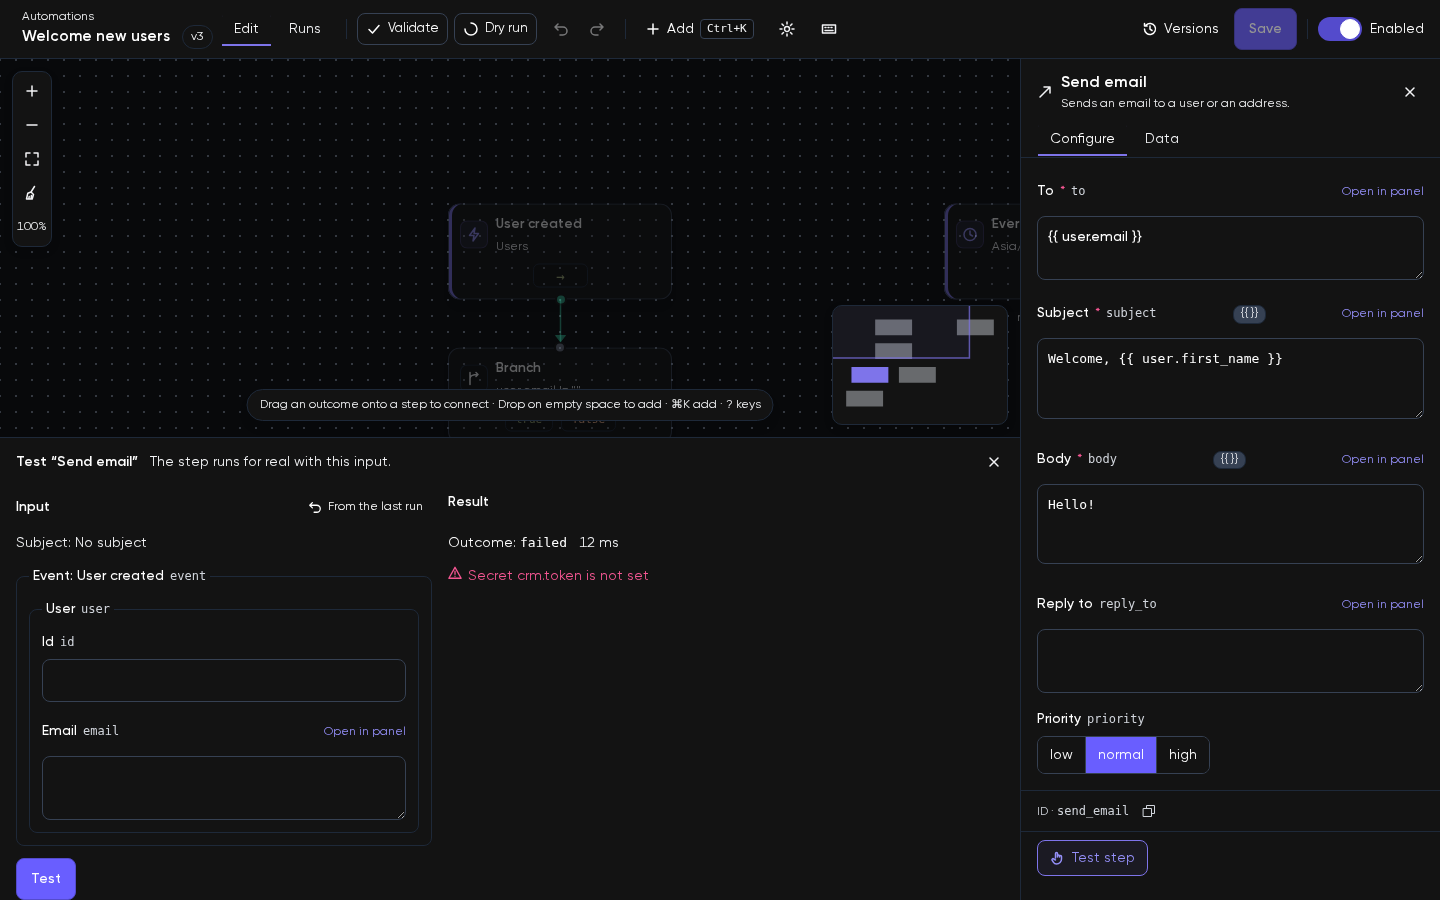 Automations
Welcome new users
v3
Edit
Runs
Validate
Dry run
Add
Ctrl+K
Versions
Save
Enabled
100%
User created
Users
→
Asia/
Branch
Drag an outcome onto a step to connect · Drop on empty space to add · ⌘K add · ? keys
Test “Send email”
The step runs for real with this input.
Input
From the last run
Subject: No subject
Event: User created event
User user
Id id
Email email
Open in panel
Test
Result
Outcome: failed 12 ms
Secret crm.token is not set
Send email
Sends an email to a user or an address.
Configure
Data
To * to
Open in panel
{{ user.email }}
Subject * subject
{{ }}
Open in panel
Welcome, {{ user.first_name }}
Body * body
{{ }}
Open in panel
Hello!
Reply to reply_to
Open in panel
Priority priority
low
normal
high
ID · send_email
Test step